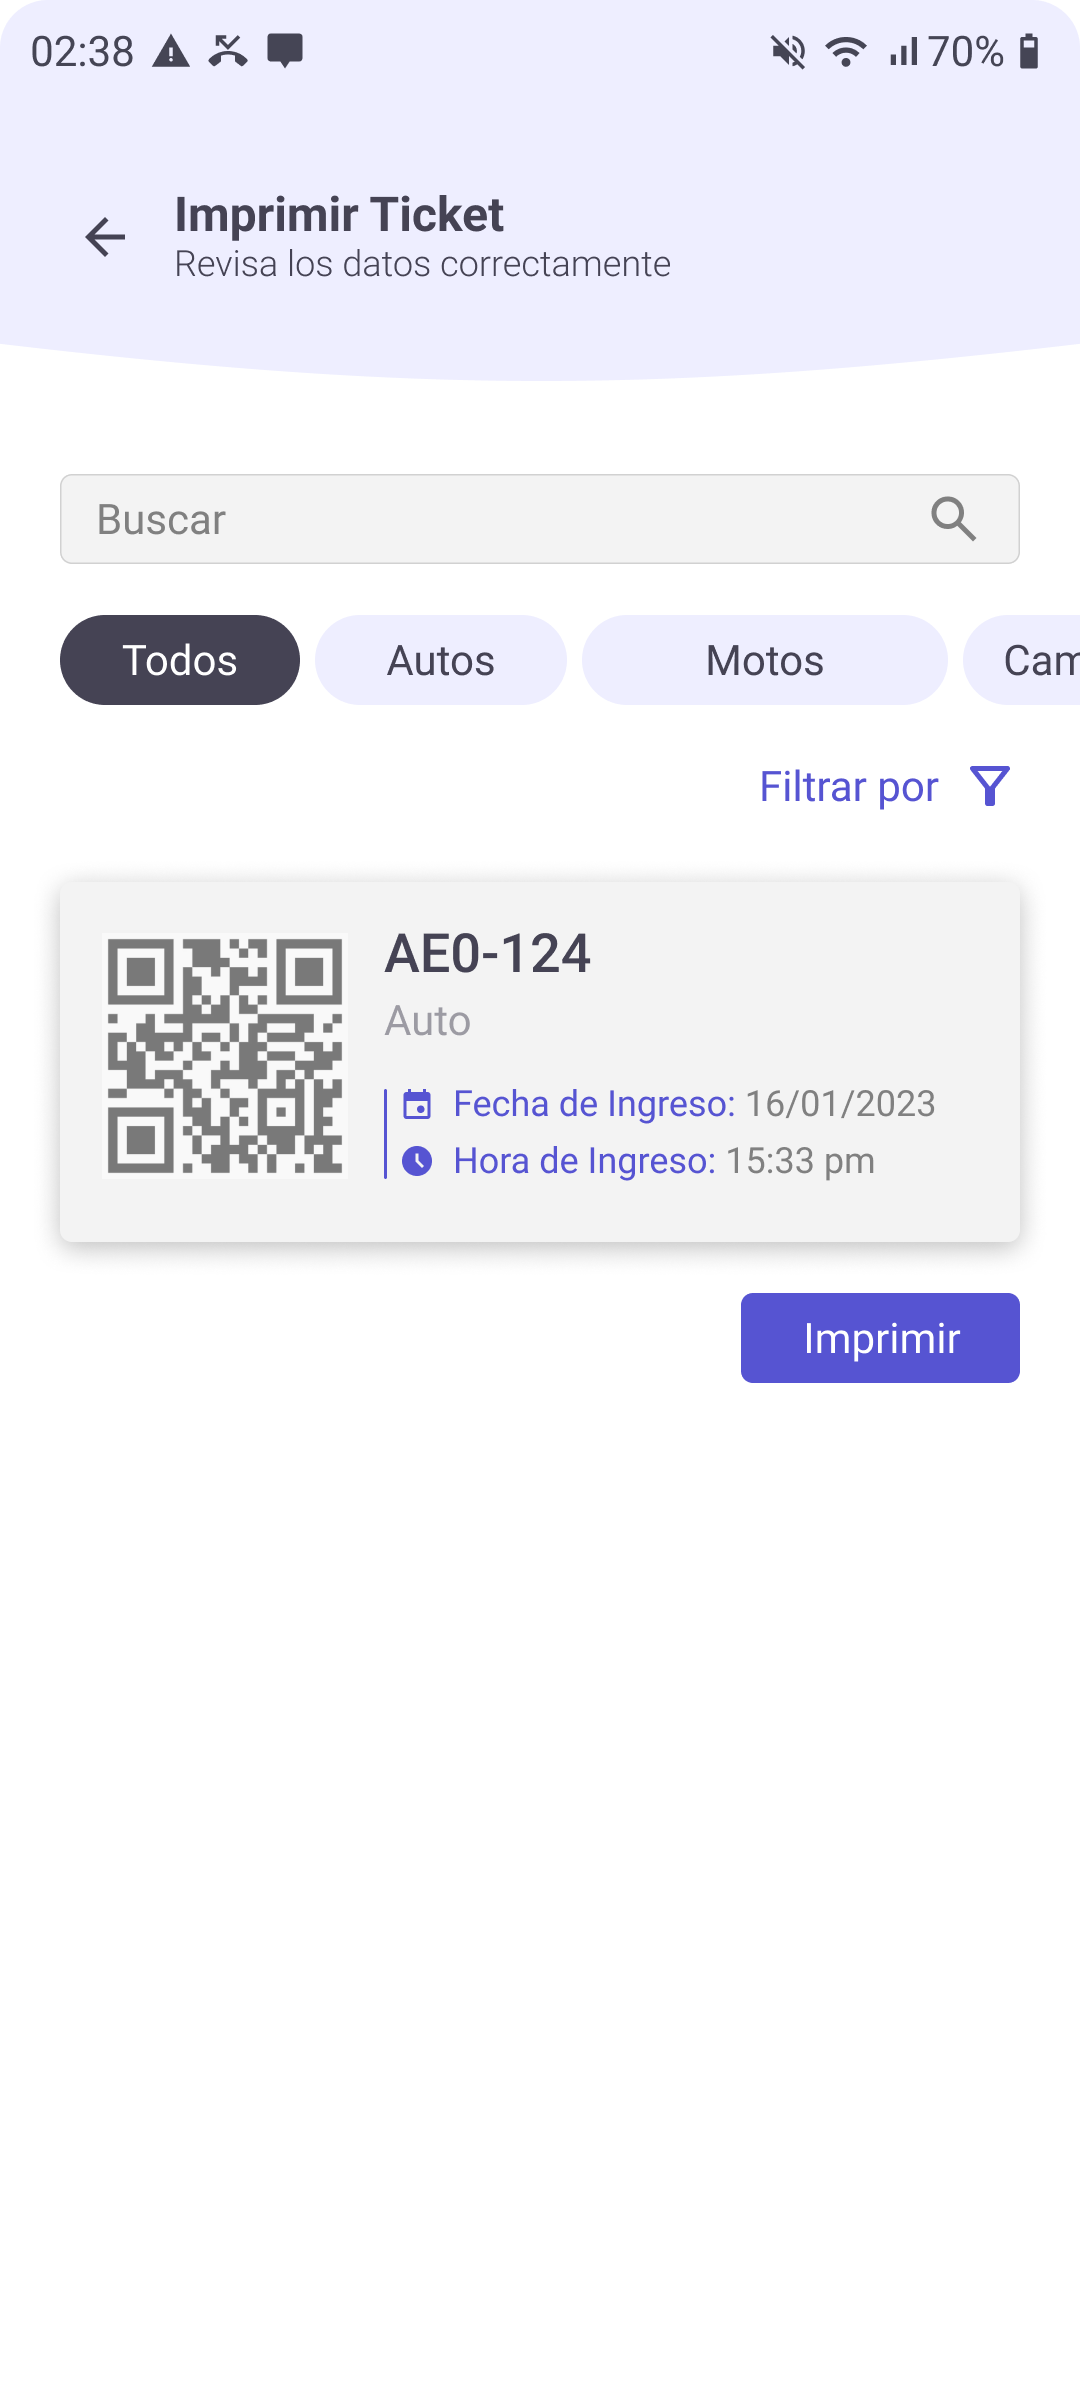 02:38 70%
Imprimir Ticket
Revisa los datos correctamente
Buscar
Todos Autos Motos Cam
Filtrar por
AE0-124
Auto
Fecha de Ingreso: 16/01/2023
Hora de Ingreso: 15:33 pm
Imprimir